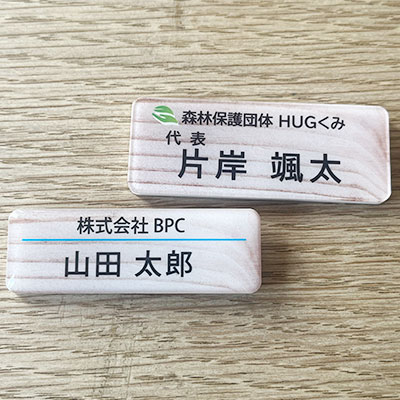 森林保護団体 HUGくみ
代表
片岸 颯太
株式会社 BPC
山田 太郎